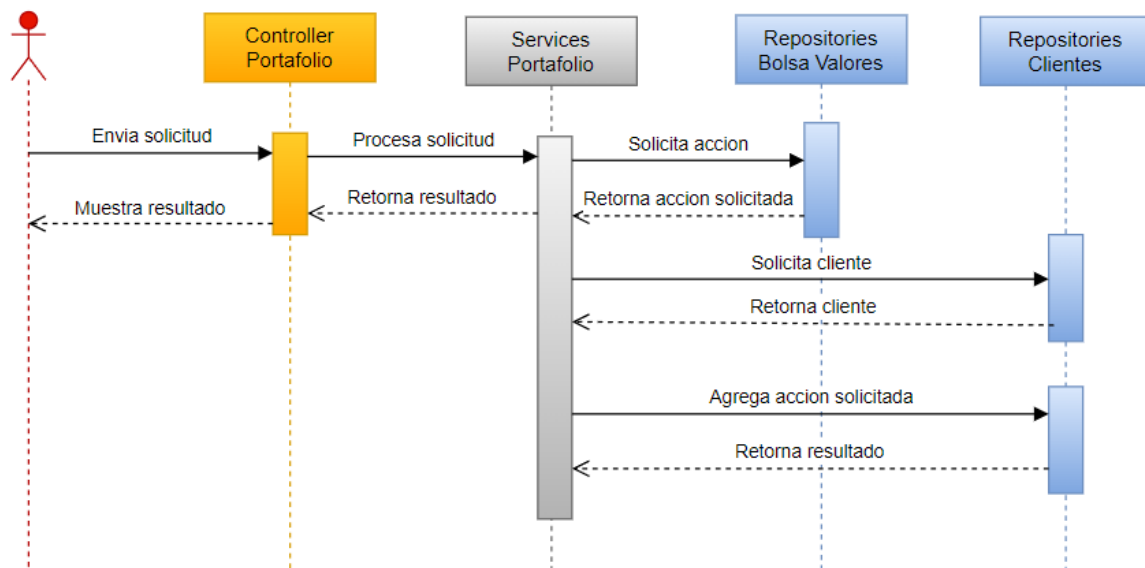 Controller
Portafolio
Services
Portafolio
Repositories
Bolsa Valores
Repositories
Clientes
Envia solicitud
Procesa solicitud
Solicita accion
Muestra resultado
Retorna resultado
Retorna accion solicitada
Solicita cliente
Retorna cliente
Agrega accion solicitada
Retorna resultado